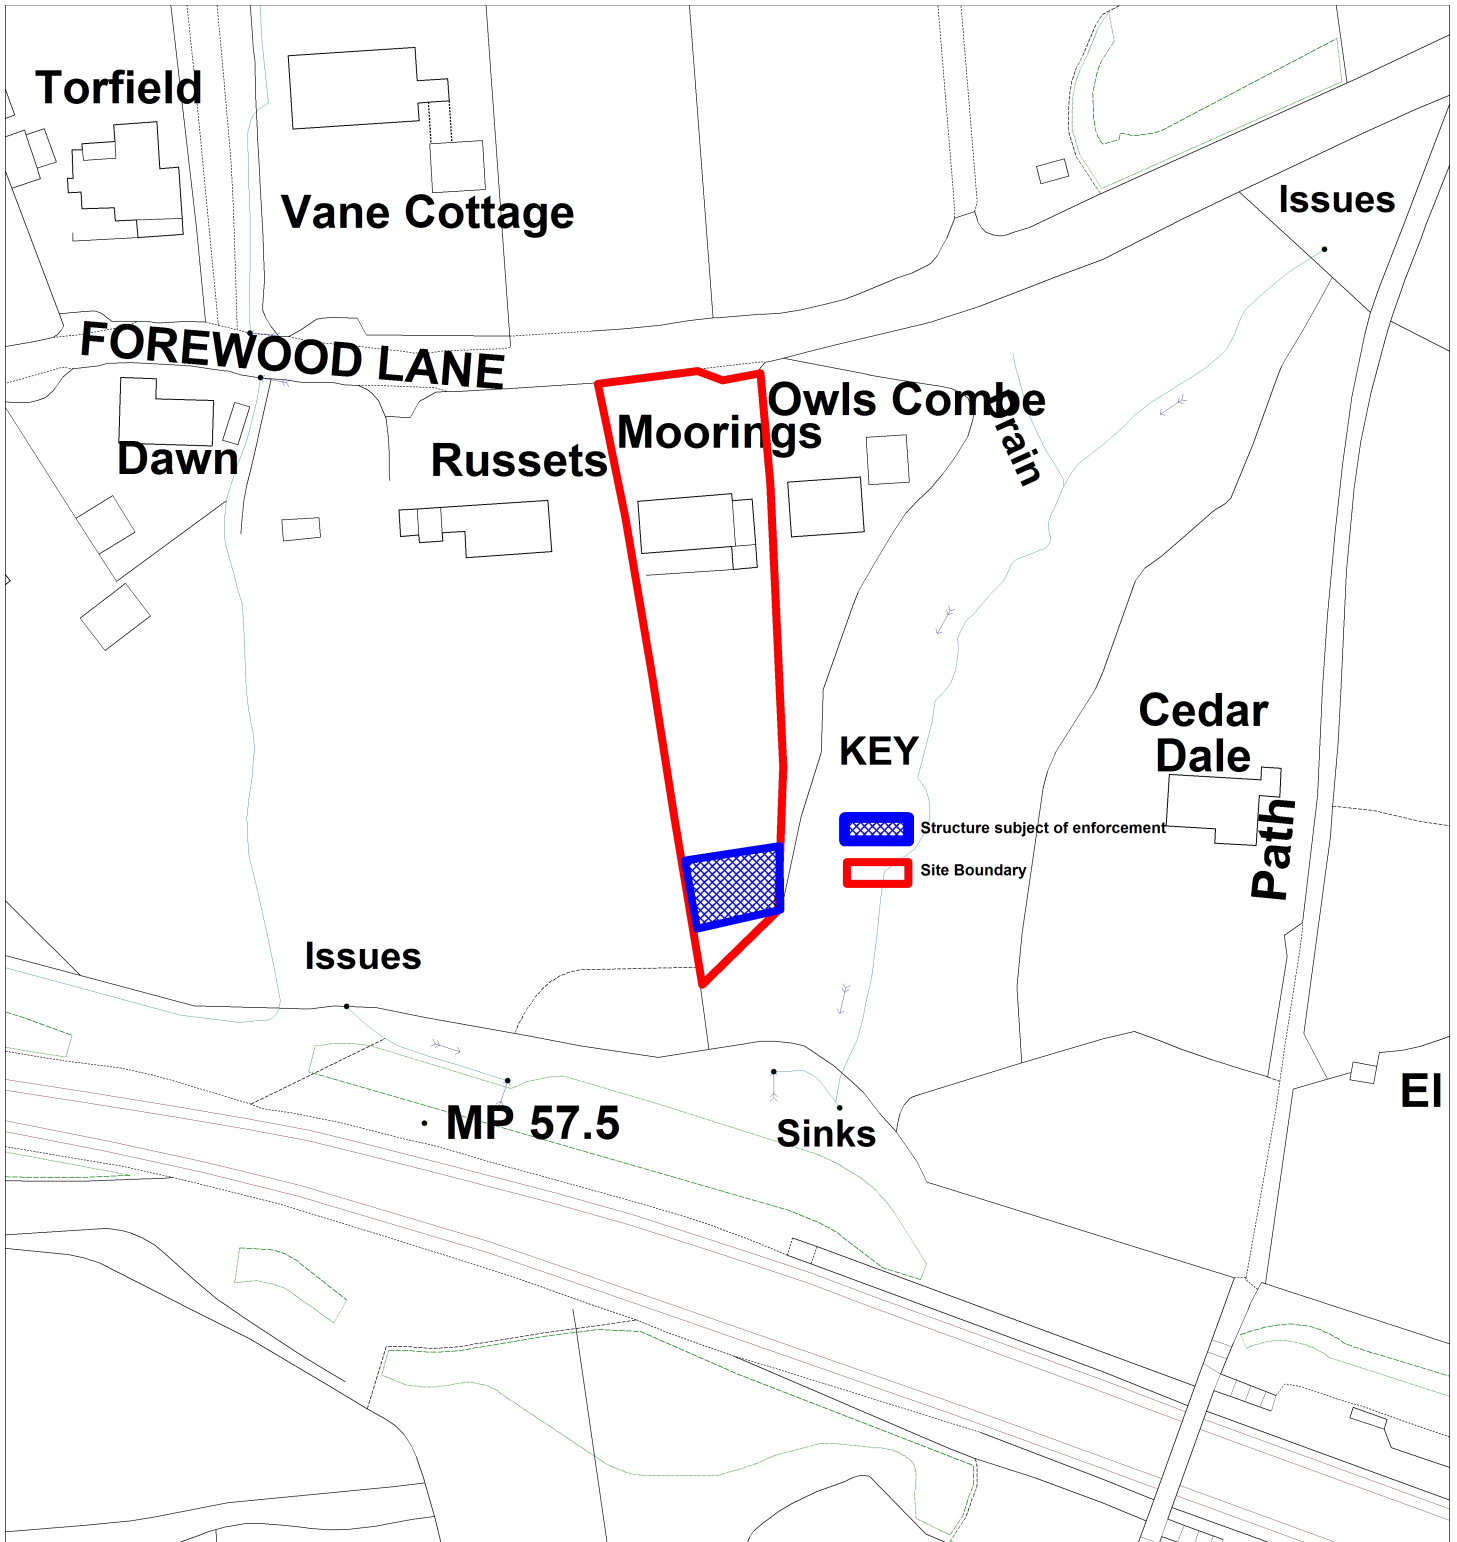 Torfield
Issues
Vane Cottage
FOREWOOD LANE
Owls Combe
Moorings
Drain
Dawn
Russets
Cedar
Dale
KEY
Structure subject of enforcement
Path
Site Boundary
Issues
El
MP 57.5
Sinks